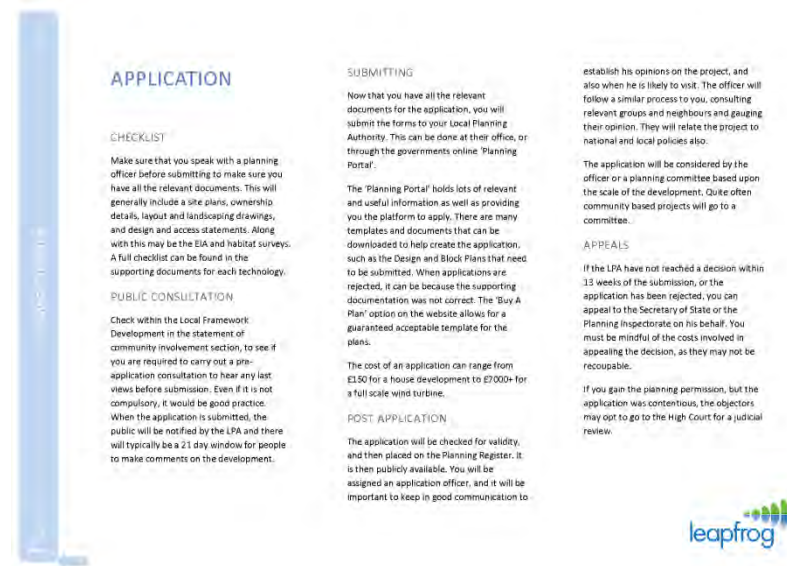 APPLICATION
CHECKLIST
Make sure that you speak with a planning
officer before submitting to make sure you
have all the relevant documents. This will
generally include a site plans, ownership
details, layout and landscaping drawings,
and design and access statements. Along
with this may be the EIA and habitat surveys.
A full checklist can be found in the
supporting documents for each technology.
PUBLIC CONSULTATION
Check within the Local Framework
Development in the statement of
community involvement section, to see if
you are required to carry out a pre-
application consultation to hear any last
views before submission. Even if it is not
compulsory, it would be good practice.
When the application is submitted, the
public will be notified by the LPA and there
will typically be a 21 day window for people
to make comments on the development.
SUBMITTING
Now that you have all the relevant
documents for the application, you will
submit the forms to your Local Planning
Authority. This can be done at their office, or
through the governments online 'Planning
Portal'.
The 'Planning Portal' holds lots of relevant
and useful information as well as providing
you the platform to apply. There are many
templates and documents that can be
downloaded to help create the application,
such as the Design and Block Plans that need
to be submitted. When applications are
rejected, it can be because the supporting
documentation was not correct. The 'Buy A
Plan' option on the website allows for a
guaranteed acceptable template for the
plans.
The cost of an application can range from
£150 for a house development to £7000+ for
a full scale wind turbine.
POST APPLICATION
The application will be checked for validity,
and then placed on the Planning Register. It
is then publicly available. You will be
assigned an application officer, and it will be
important to keep in good communication to
establish his opinions on the project, and
also when he is likely to visit. The officer will
follow a similar process to you, consulting
relevant groups and neighbours and gauging
their opinion. They will relate the project to
national and local policies also.
The application will be considered by the
officer or a planning committee based upon
the scale of the development. Quite often
community based projects will go to a
committee.
APPEALS
If the LPA have not reached a decision within
13 weeks of the submission, or the
application has been rejected, you can
appeal to the Secretary of State or the
Planning Inspectorate on his behalf. You
must be mindful of the costs involved in
appealing the decision, as they may not be
recoupable.
If you gain the planning permission, but the
application was contentious, the objectors
may opt to go to the High Court for a judicial
review.
leapfrog